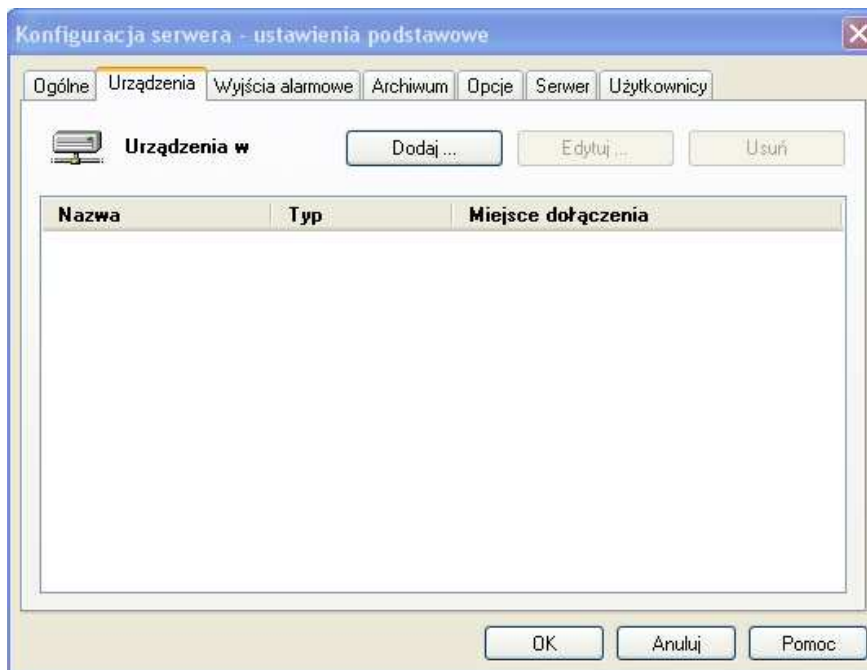 Konfiguracja serwera - ustawienia podstawowe
Ogólne Urządzenia Wyjścia alarmowe Archiwum Opcje Serwer Użytkownicy
Urządzenia w Dodaj ... Edytuj ... Usuń
Nazwa Typ Miejsce dołączenia
OK Anuluj Pomoc